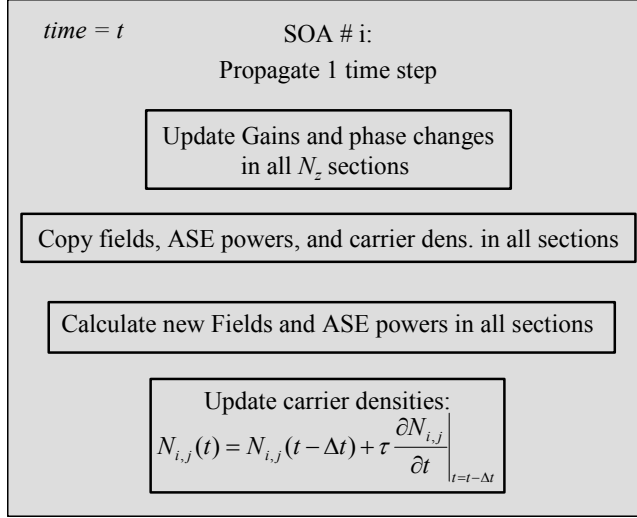 time = t
SOA # i:
Propagate 1 time step
Update Gains and phase changes
in all N_z sections
Copy fields, ASE powers, and carrier dens. in all sections
Calculate new Fields and ASE powers in all sections
Update carrier densities:
N_{i,j}(t) = N_{i,j}(t − Δt) + τ ∂N_{i,j}/∂t |_{t=t−Δt}